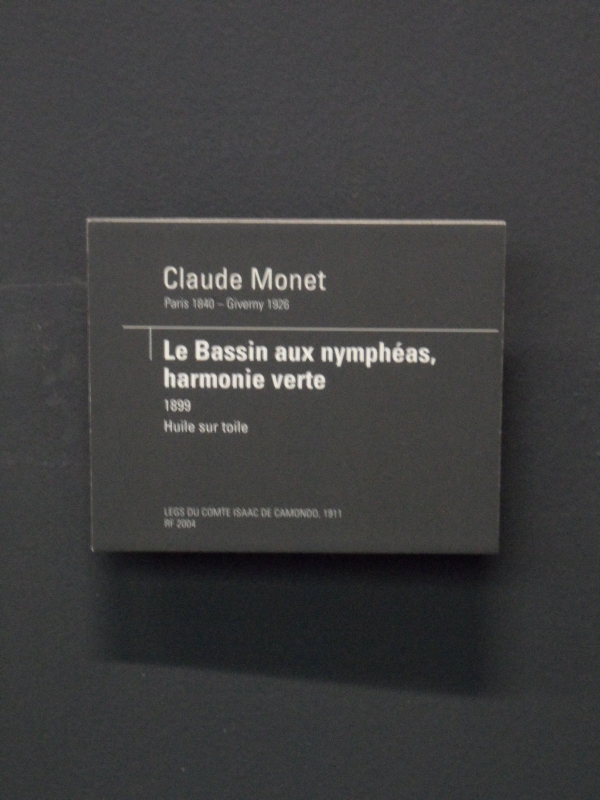 Claude Monet
Paris 1840 – Giverny 1926
Le Bassin aux nymphéas,
harmonie verte
1899
Huile sur toile
LEGS DU COMTE ISAAC DE CAMONDO, 1911
RF 2004